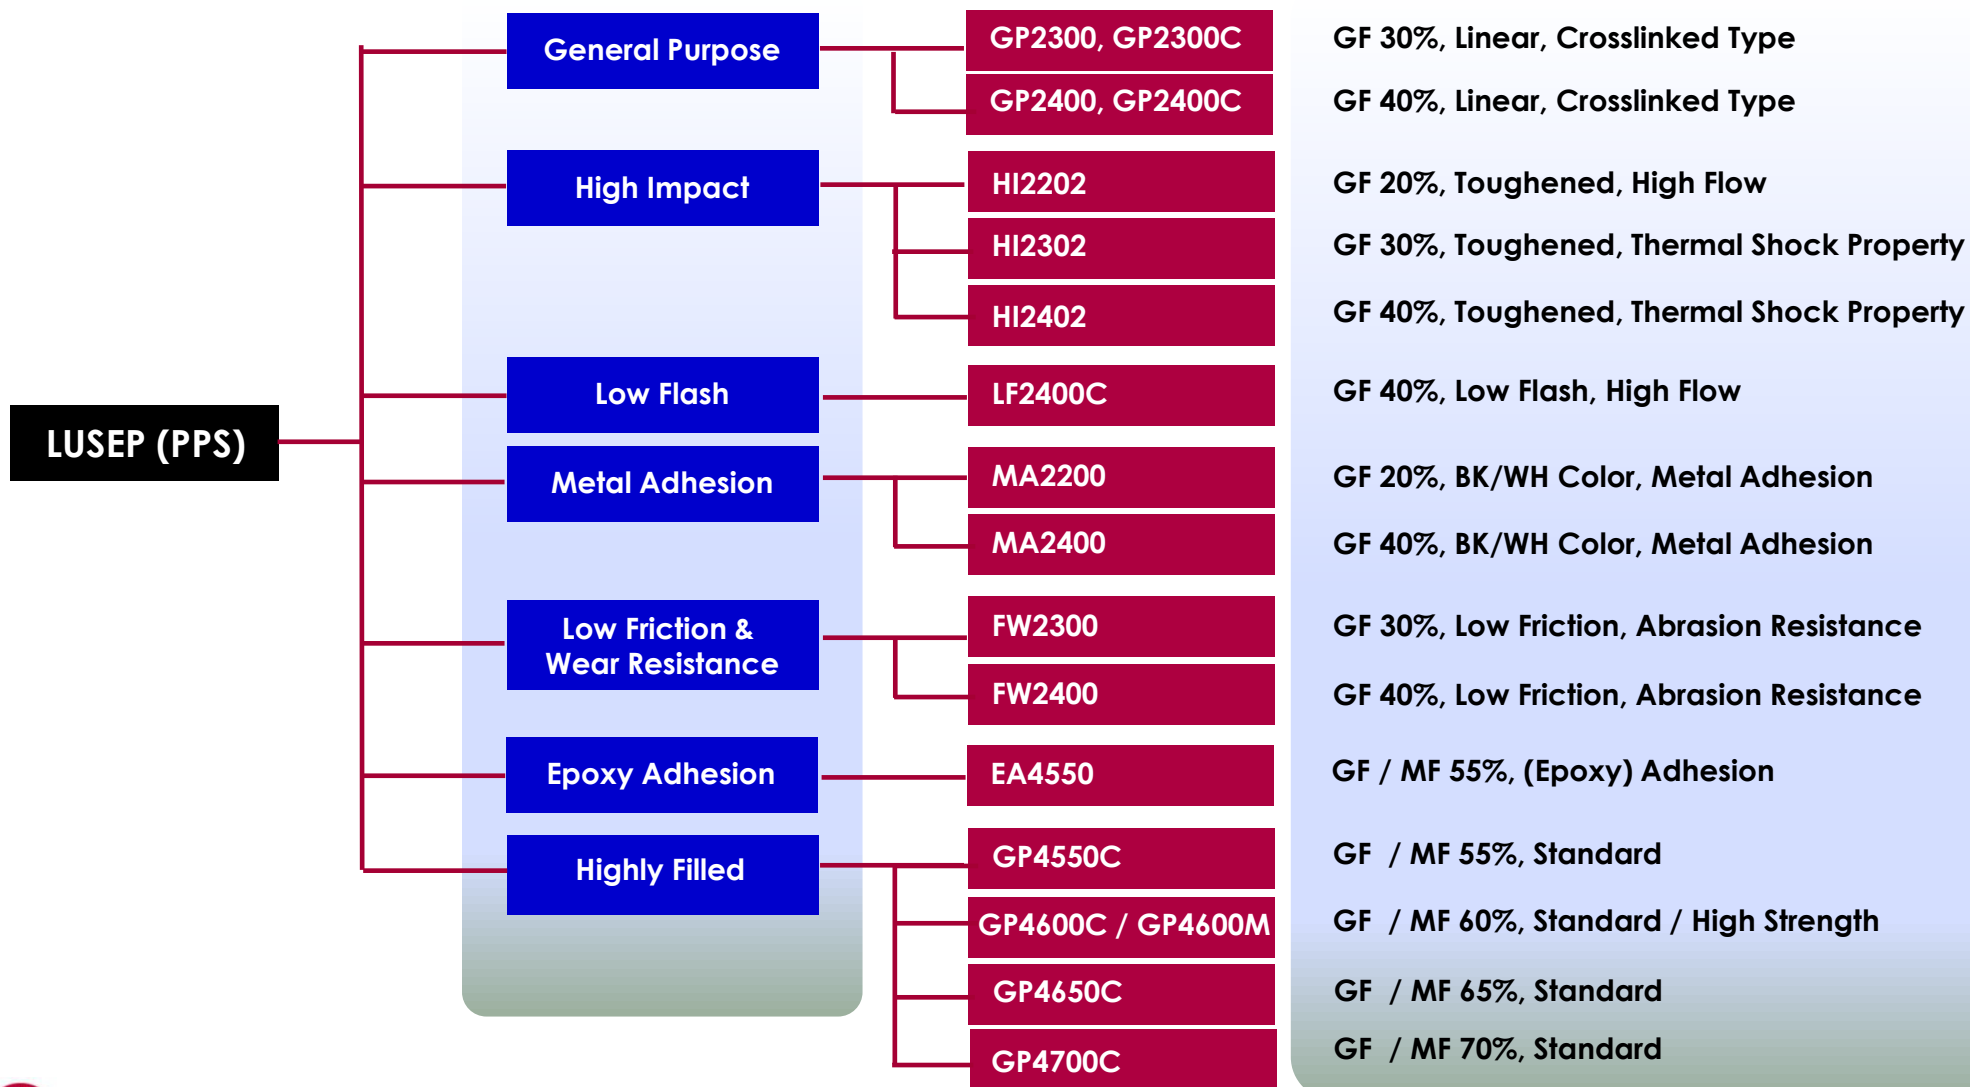 LUSEP (PPS)
General Purpose
GP2300, GP2300C
GF 30%, Linear, Crosslinked Type
GP2400, GP2400C
GF 40%, Linear, Crosslinked Type
High Impact
HI2202
GF 20%, Toughened, High Flow
HI2302
GF 30%, Toughened, Thermal Shock Property
HI2402
GF 40%, Toughened, Thermal Shock Property
Low Flash
LF2400C
GF 40%, Low Flash, High Flow
Metal Adhesion
MA2200
GF 20%, BK/WH Color, Metal Adhesion
MA2400
GF 40%, BK/WH Color, Metal Adhesion
Low Friction &
Wear Resistance
FW2300
GF 30%, Low Friction, Abrasion Resistance
FW2400
GF 40%, Low Friction, Abrasion Resistance
Epoxy Adhesion
EA4550
GF / MF 55%, (Epoxy) Adhesion
Highly Filled
GP4550C
GF / MF 55%, Standard
GP4600C / GP4600M
GF / MF 60%, Standard / High Strength
GP4650C
GF / MF 65%, Standard
GP4700C
GF / MF 70%, Standard